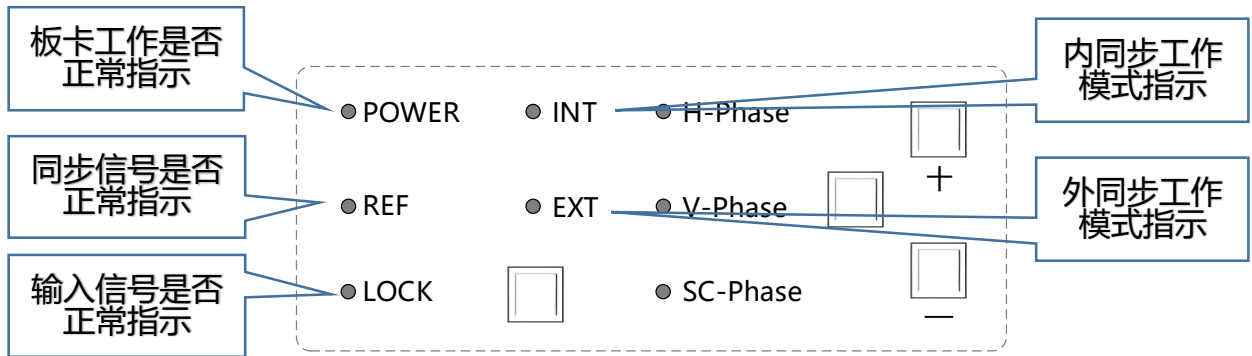 板卡工作是否
正常指示
内同步工作
模式指示
POWER
INT
H-Phase
+
同步信号是否
正常指示
REF
EXT
V-Phase
外同步工作
模式指示
输入信号是否
正常指示
LOCK
SC-Phase
—